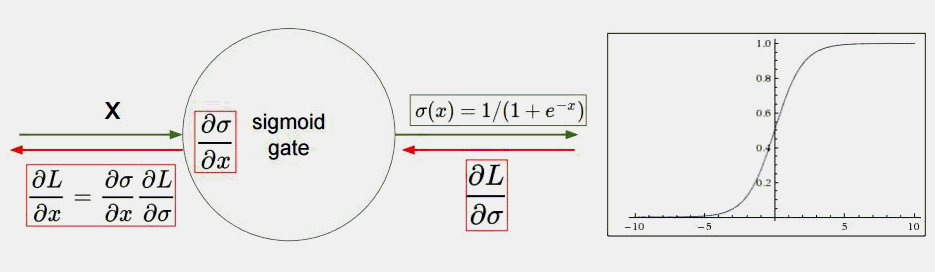 X
∂σ/∂x
sigmoid
gate
σ(x) = 1/(1 + e^{-x})
∂L/∂x = ∂σ/∂x ∂L/∂σ
∂L/∂σ
1.0
0.8
0.6
0.4
0.2
-10 -5 5 10